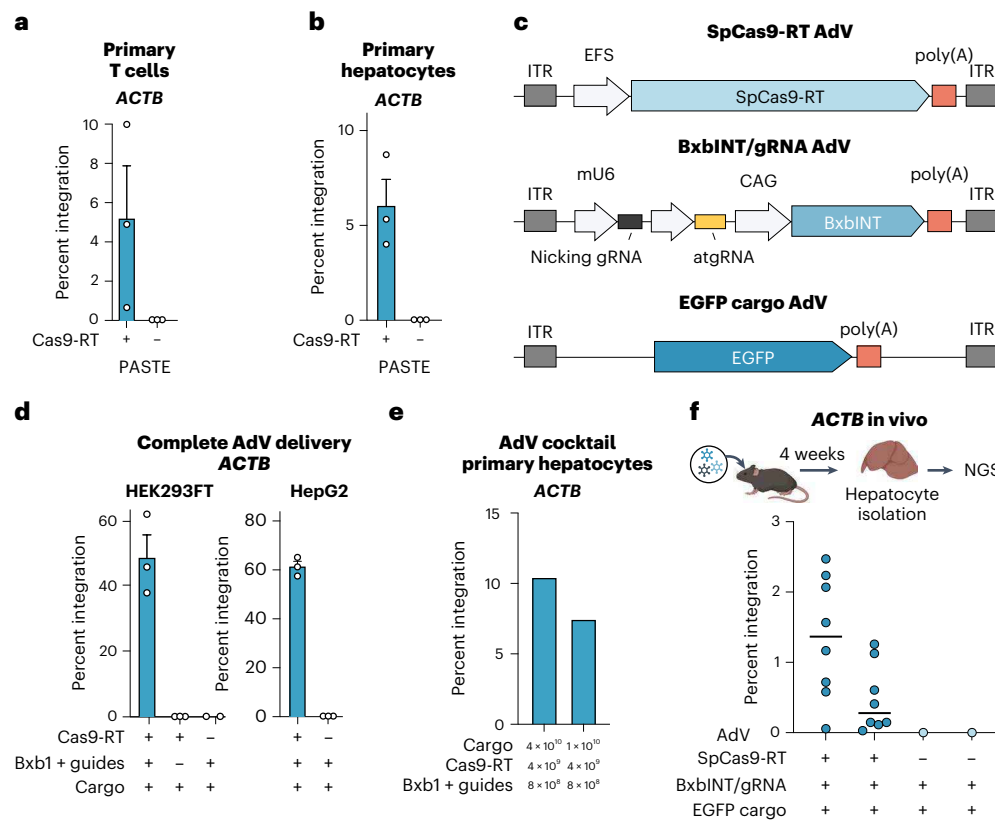 a
Primary
T cells
ACTB
Percent integration
10
8
6
4
2
0
Cas9-RT
+
–
PASTE
b
Primary
hepatocytes
ACTB
Percent integration
10
5
0
Cas9-RT
+
–
PASTE
c
SpCas9-RT AdV
ITR
EFS
SpCas9-RT
poly(A)
ITR
BxbINT/gRNA AdV
ITR
mU6
CAG
poly(A)
ITR
BxbINT
Nicking gRNA
atgRNA
EGFP cargo AdV
ITR
poly(A)
ITR
EGFP
d
Complete AdV delivery
ACTB
HEK293FT
Percent integration
60
40
20
0
HepG2
Percent integration
80
60
40
20
0
Cas9-RT + + – + –
Bxb1 + guides + – + + +
Cargo + + + + +
e
AdV cocktail
primary hepatocytes
ACTB
Percent integration
15
10
5
0
Cargo 4 × 10¹⁰ 1 × 10¹⁰
Cas9-RT 4 × 10⁹ 4 × 10⁹
Bxb1 + guides 8 × 10⁸ 8 × 10⁸
f
ACTB in vivo
4 weeks
Hepatocyte
isolation
NGS
Percent integration
3
2
1
0
AdV
SpCas9-RT + + – –
BxbINT/gRNA + + + +
EGFP cargo + + + +